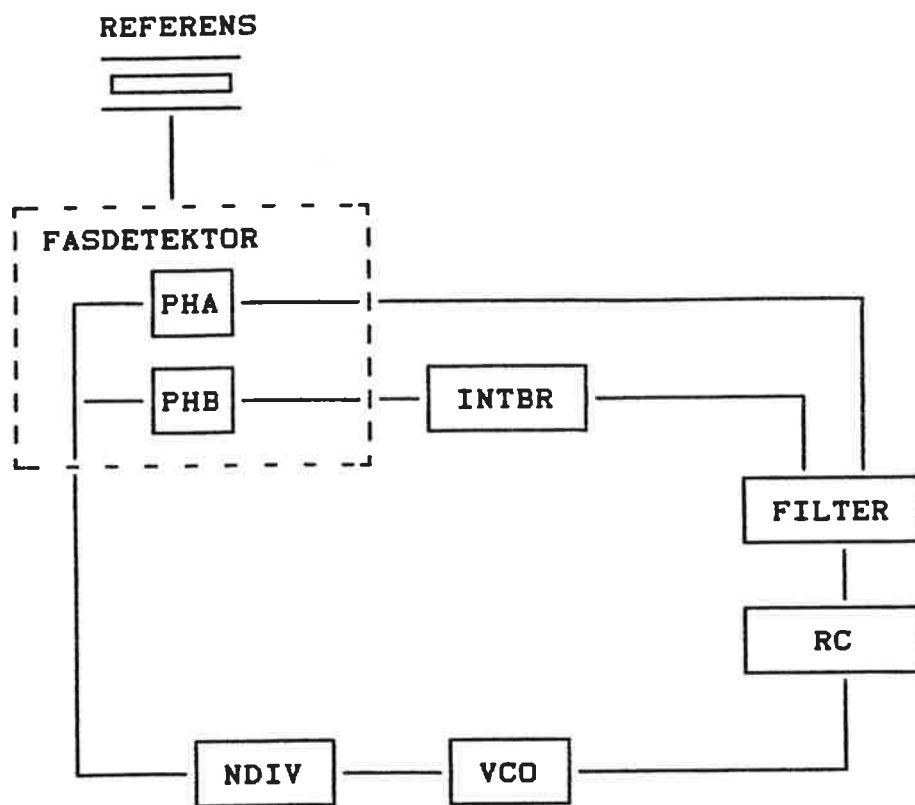 REFERENS
FASDETEKTOR
PHA
PHB
INTBR
FILTER
RC
NDIV
VCO